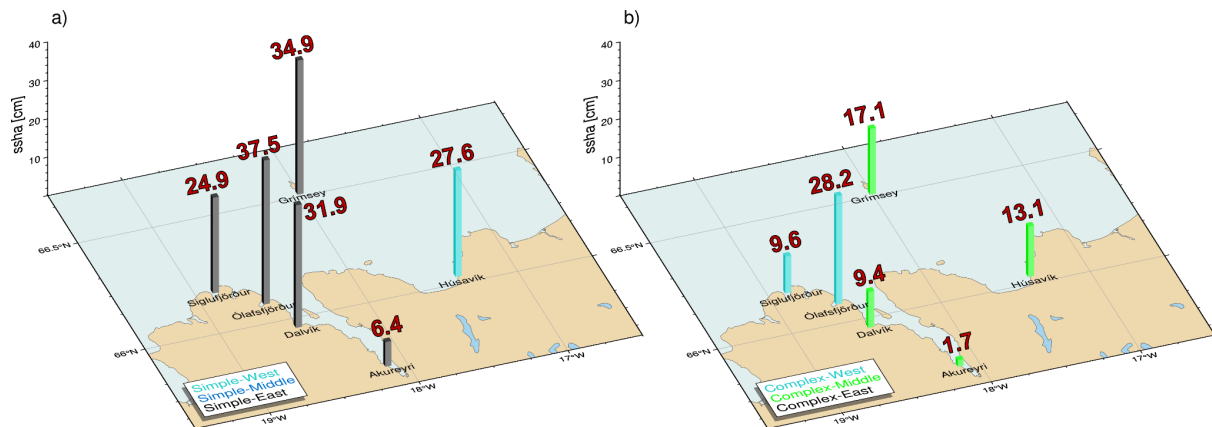 a)
40
30
20
10
ssha [cm]
34.9
37.5
27.6
24.9
Grímsey
31.9
66.5°N
Siglufjörður
Ólafsfjörður
Húsavík
Dalvík
6.4
66°N
Akureyri
17°W
18°W
19°W
Simple-West
Simple-Middle
Simple-East
b)
40
30
20
10
ssha [cm]
17.1
28.2
Grímsey
13.1
9.6
66.5°N
9.4
Siglufjörður
Ólafsfjörður
Húsavík
Dalvík
1.7
66°N
Akureyri
17°W
18°W
19°W
Complex-West
Complex-Middle
Complex-East